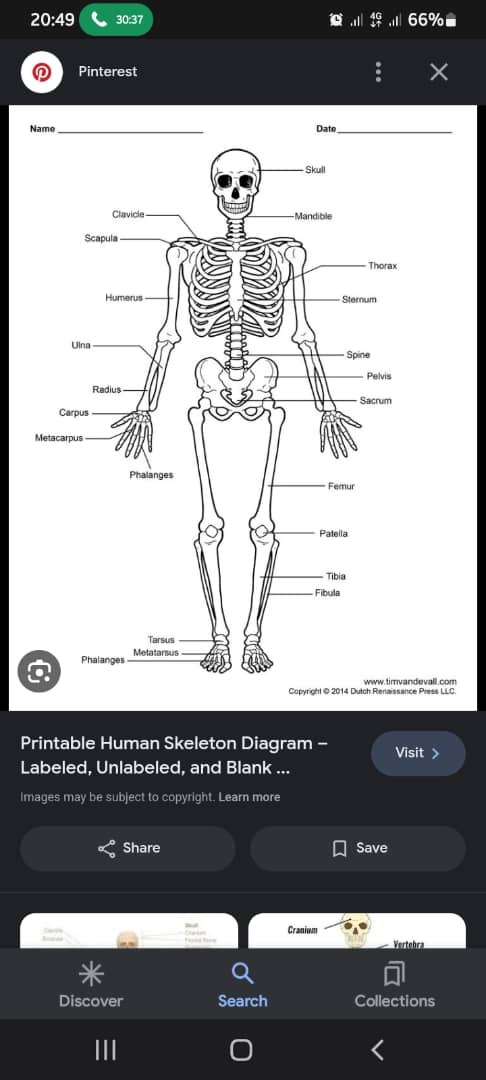 20:49
30:37
4G
66%
Pinterest
Name
Date
Skull
Clavicle
Mandible
Scapula
Thorax
Humerus
Sternum
Ulna
Spine
Pelvis
Radius
Sacrum
Carpus
Metacarpus
Phalanges
Femur
Patella
Tibia
Fibula
Tarsus
Metatarsus
Phalanges
www.timvandevall.com
Copyright © 2014 Dutch Renaissance Press LLC.
Printable Human Skeleton Diagram –
Labeled, Unlabeled, and Blank ...
Visit
Images may be subject to copyright. Learn more
Share
Save
Skull
Cranium
Cranium
Vertebra
Discover
Search
Collections